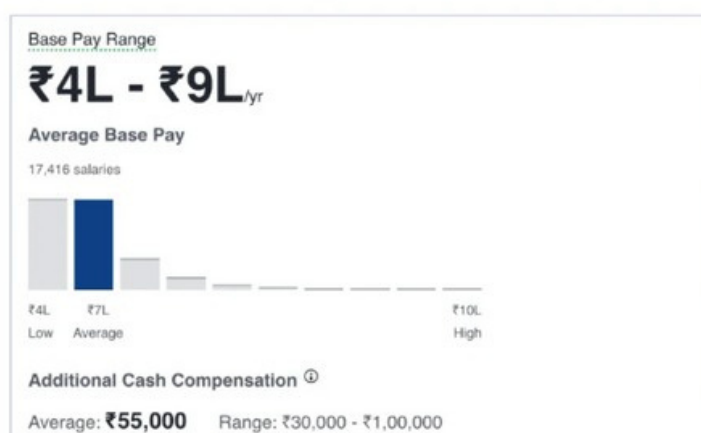 Base Pay Range
₹4L - ₹9L/yr
Average Base Pay
17,416 salaries
₹4L ₹7L ₹10L
Low Average High
Additional Cash Compensation
Average: ₹55,000 Range: ₹30,000 - ₹1,00,000